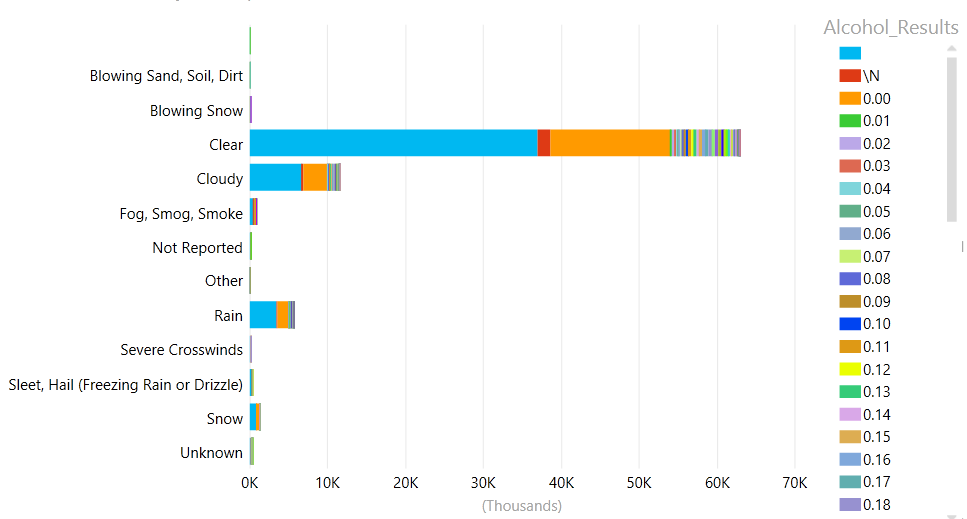 Alcohol_Results
Blowing Sand, Soil, Dirt
Blowing Snow
Clear
Cloudy
Fog, Smog, Smoke
Not Reported
Other
Rain
Severe Crosswinds
Sleet, Hail (Freezing Rain or Drizzle)
Snow
Unknown
0K 10K 20K 30K 40K 50K 60K 70K
(Thousands)
\N
0.00
0.01
0.02
0.03
0.04
0.05
0.06
0.07
0.08
0.09
0.10
0.11
0.12
0.13
0.14
0.15
0.16
0.17
0.18